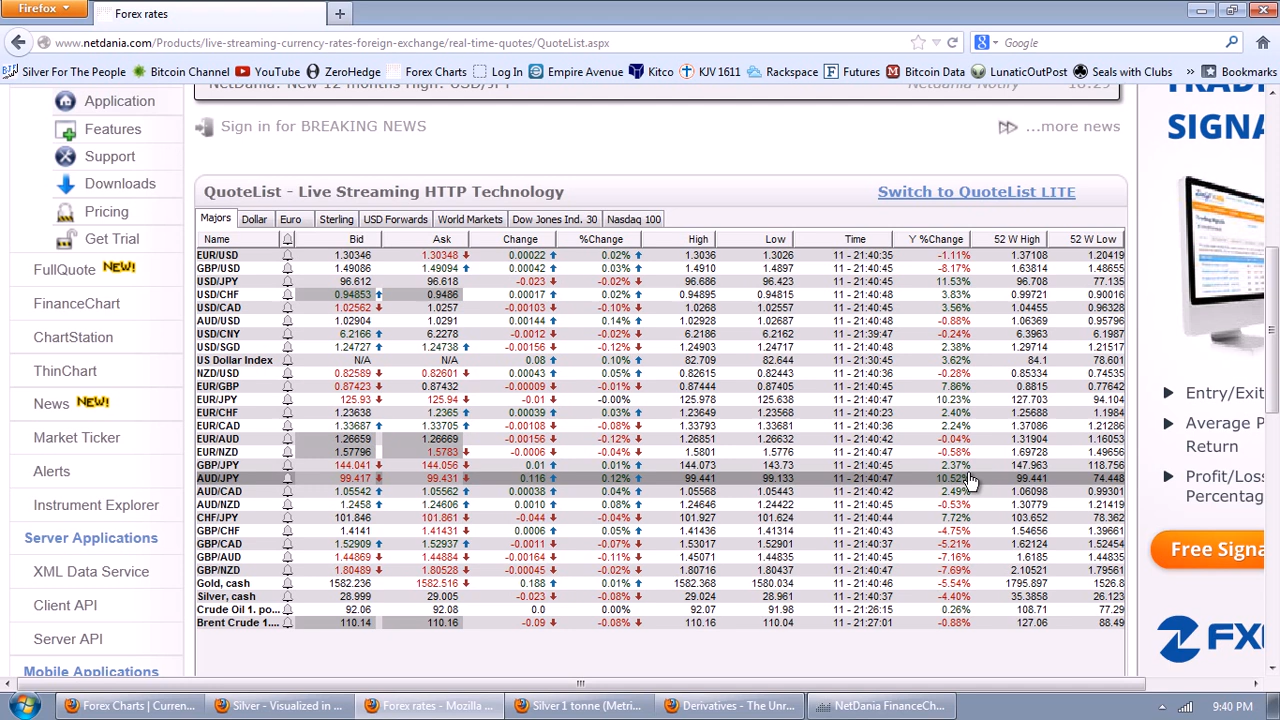 Firefox
Forex rates
www.netdania.com/Products/live-streaming-currency-rates-foreign-exchange/real-time-quotes/QuoteList.aspx
Google
Silver For The People Bitcoin Channel YouTube ZeroHedge Forex Charts Log In Empire Avenue Kitco KJV 1611 Rackspace Futures Bitcoin Data LunaticOutPost Seals with Clubs » Bookmarks
Application
Features
Support
Downloads
Pricing
Get Trial
FullQuote NEW!
FinanceChart
ChartStation
ThinChart
News NEW!
Market Ticker
Alerts
Instrument Explorer
Server Applications
XML Data Service
Client API
Server API
Mobile Applications
NetDania: New 12 months High: USD/JPY NetDania Notify 18:29
Sign in for BREAKING NEWS ...more news
QuoteList - Live Streaming HTTP Technology Switch to QuoteList LITE
Majors Dollar Euro Sterling USD Forwards World Markets Dow Jones Ind. 30 Nasdaq 100
Name Bid Ask Change %Change High Low Time Y %Change 52 W High 52 W Low
EUR/USD 1.30346 1.30348 0.00022 0.02% 1.3036 1.3026 11 - 21:40:35 -1.11% 1.37108 1.20419
GBP/USD 1.49086 1.49094 0.00042 0.03% 1.4910 1.4897 11 - 21:40:45 -8.17% 1.63814 1.48655
USD/JPY 96.612 96.618 -0.023 -0.02% 96.686 96.423 11 - 21:40:45 11.53% 96.708 77.135
USD/CHF 0.94853 0.9486 0.00017 0.02% 0.94895 0.94815 11 - 21:40:48 3.83% 0.99721 0.90016
USD/CAD 1.02562 1.0257 -0.00103 -0.10% 1.0268 1.02557 11 - 21:40:45 3.56% 1.04455 0.96328
AUD/USD 1.02904 1.0291 0.00144 0.14% 1.02928 1.02558 11 - 21:40:47 -0.88% 1.06369 0.95796
USD/CNY 6.2166 6.2278 -0.0012 -0.02% 6.2182 6.2162 11 - 21:39:47 -0.24% 6.3963 6.1987
USD/SGD 1.24727 1.24738 -0.00156 -0.12% 1.24903 1.24717 11 - 21:40:48 2.38% 1.29714 1.21517
US Dollar Index N/A N/A 0.08 0.10% 82.709 82.644 11 - 21:30:45 3.62% 84.1 78.601
NZD/USD 0.82589 0.82601 0.00043 0.05% 0.82615 0.82443 11 - 21:40:36 -0.28% 0.85334 0.74535
EUR/GBP 0.87423 0.87432 -0.00009 -0.01% 0.87444 0.87405 11 - 21:40:45 7.86% 0.8815 0.77642
EUR/JPY 125.93 125.94 -0.01 -0.00% 125.978 125.638 11 - 21:40:47 10.23% 127.703 94.104
EUR/CHF 1.23638 1.2365 0.00039 0.03% 1.23649 1.23568 11 - 21:40:23 2.40% 1.25688 1.1984
EUR/CAD 1.33687 1.33705 -0.00108 -0.08% 1.33793 1.33681 11 - 21:40:45 2.24% 1.37836 1.21286
EUR/AUD 1.26659 1.26669 -0.00156 -0.12% 1.26851 1.26632 11 - 21:40:42 -0.04% 1.31904 1.16053
EUR/NZD 1.57796 1.5783 -0.0006 -0.04% 1.5801 1.5765 11 - 21:40:47 -0.58% 1.69728 1.49656
GBP/JPY 144.041 144.056 0.01 0.01% 144.073 143.73 11 - 21:40:45 2.37% 147.963 118.756
AUD/JPY 99.417 99.431 0.116 0.12% 99.441 99.133 11 - 21:40:47 10.52% 99.441 74.448
AUD/CAD 1.05542 1.05562 0.00038 0.04% 1.05568 1.05443 11 - 21:40:42 2.49% 1.06098 0.99301
AUD/NZD 1.2458 1.24606 0.0010 0.08% 1.24646 1.24422 11 - 21:40:45 -0.53% 1.30779 1.21419
CHF/JPY 101.846 101.861 -0.044 -0.04% 101.927 101.624 11 - 21:40:44 7.72% 103.652 78.362
GBP/CHF 1.4141 1.41431 0.0006 0.05% 1.41436 1.41314 11 - 21:40:43 -4.75% 1.54656 1.39661
GBP/CAD 1.52909 1.52937 -0.0011 -0.07% 1.53017 1.52901 11 - 21:40:37 -5.21% 1.62124 1.52454
GBP/AUD 1.44869 1.44884 -0.00164 -0.11% 1.45071 1.44835 11 - 21:40:42 -7.16% 1.6185 1.44835
GBP/NZD 1.80489 1.80528 -0.00045 -0.02% 1.80716 1.80337 11 - 21:40:47 -7.69% 2.10521 1.79561
Gold, cash 1582.236 1582.516 0.188 0.01% 1582.368 1580.034 11 - 21:40:46 -5.54% 1795.897 1526.8
Silver, cash 28.999 29.005 -0.023 -0.08% 29.024 28.961 11 - 21:40:37 -4.40% 35.3858 26.123
Crude Oil 1. po... 92.06 92.08 0.0 0.00% 92.07 91.98 11 - 21:26:15 0.26% 108.71 77.29
Brent Crude 1.... 110.14 110.16 -0.09 -0.08% 110.16 110.04 11 - 21:27:01 -0.88% 127.06 88.49
SIGNA
Entry/Exit
Average P
Return
Profit/Loss
Percentag
Free Signa
FX
Forex Charts | Curren... Silver - Visualized in ... Forex rates - Mozilla ... Silver 1 tonne (Metri... Derivatives - The Unr... NetDania FinanceCh... 9:40 PM